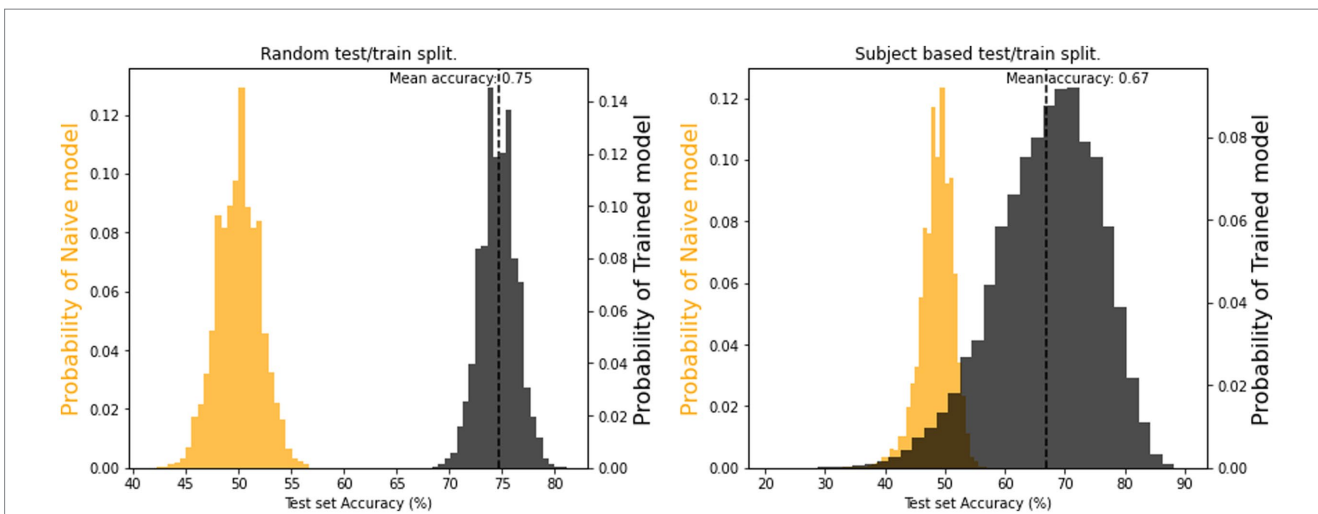 Random test/train split.
Mean accuracy: 0.75
Probability of Naive model
0.12
0.10
0.08
0.06
0.04
0.02
0.00
0.14
0.12
0.10
0.08
0.06
0.04
0.02
0.00
Probability of Trained model
40 45 50 55 60 65 70 75 80
Test set Accuracy (%)
Subject based test/train split.
Mean accuracy: 0.67
Probability of Naive model
0.12
0.10
0.08
0.06
0.04
0.02
0.00
0.08
0.06
0.04
0.02
0.00
Probability of Trained model
20 30 40 50 60 70 80 90
Test set Accuracy (%)